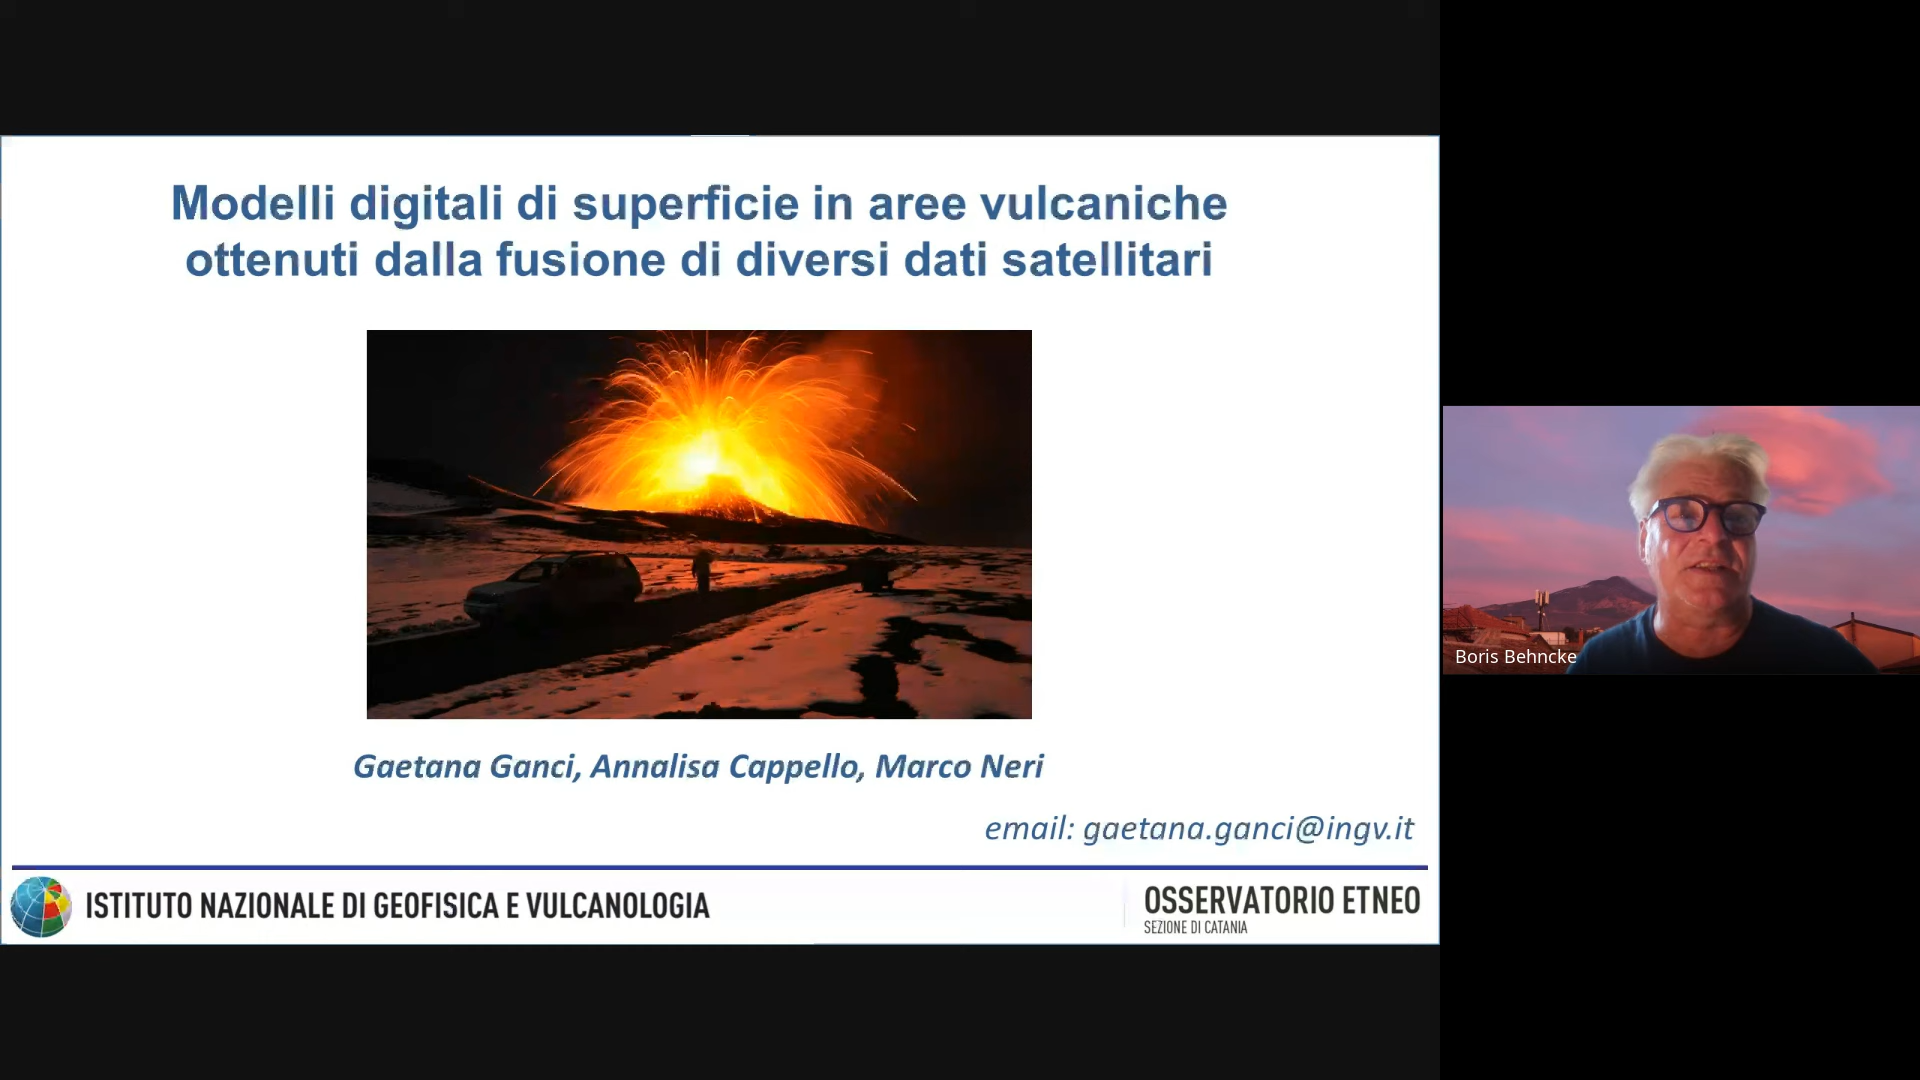 Modelli digitali di superficie in aree vulcaniche
ottenuti dalla fusione di diversi dati satellitari
Gaetana Ganci, Annalisa Cappello, Marco Neri
email: gaetana.ganci@ingv.it
ISTITUTO NAZIONALE DI GEOFISICA E VULCANOLOGIA
OSSERVATORIO ETNEO
SEZIONE DI CATANIA
Boris Behncke